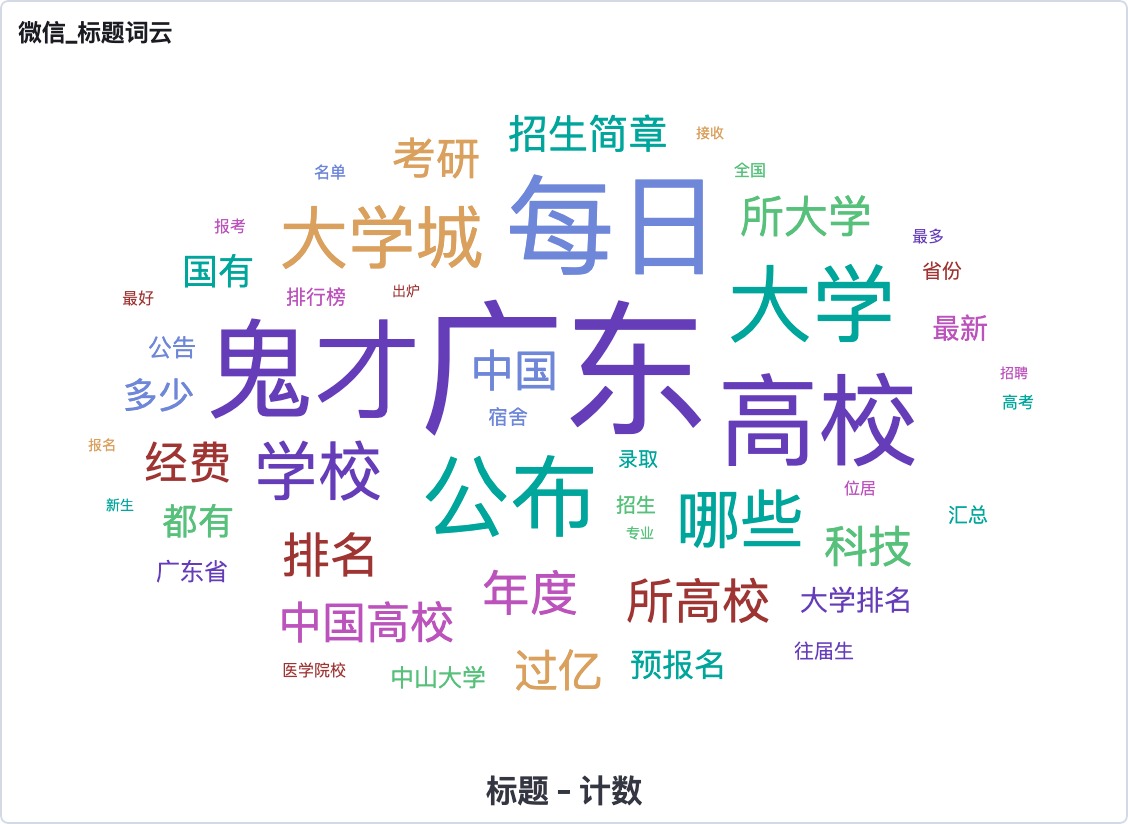 微信_标题词云
招生简章
接收
考研
名单
全国
每日
大学城
所大学
报考
最多
国有
省份
排行榜
出炉
最好
大学
最新
广东
鬼才
公告
中国
招聘
多少
高校
高考
宿舍
报名
经费
学校
录取
位居
公布
新生
招生
哪些
汇总
都有
专业
科技
排名
广东省
年度
所高校
大学排名
中国高校
往届生
医学院校
中山大学
过亿
预报名
标题 - 计数